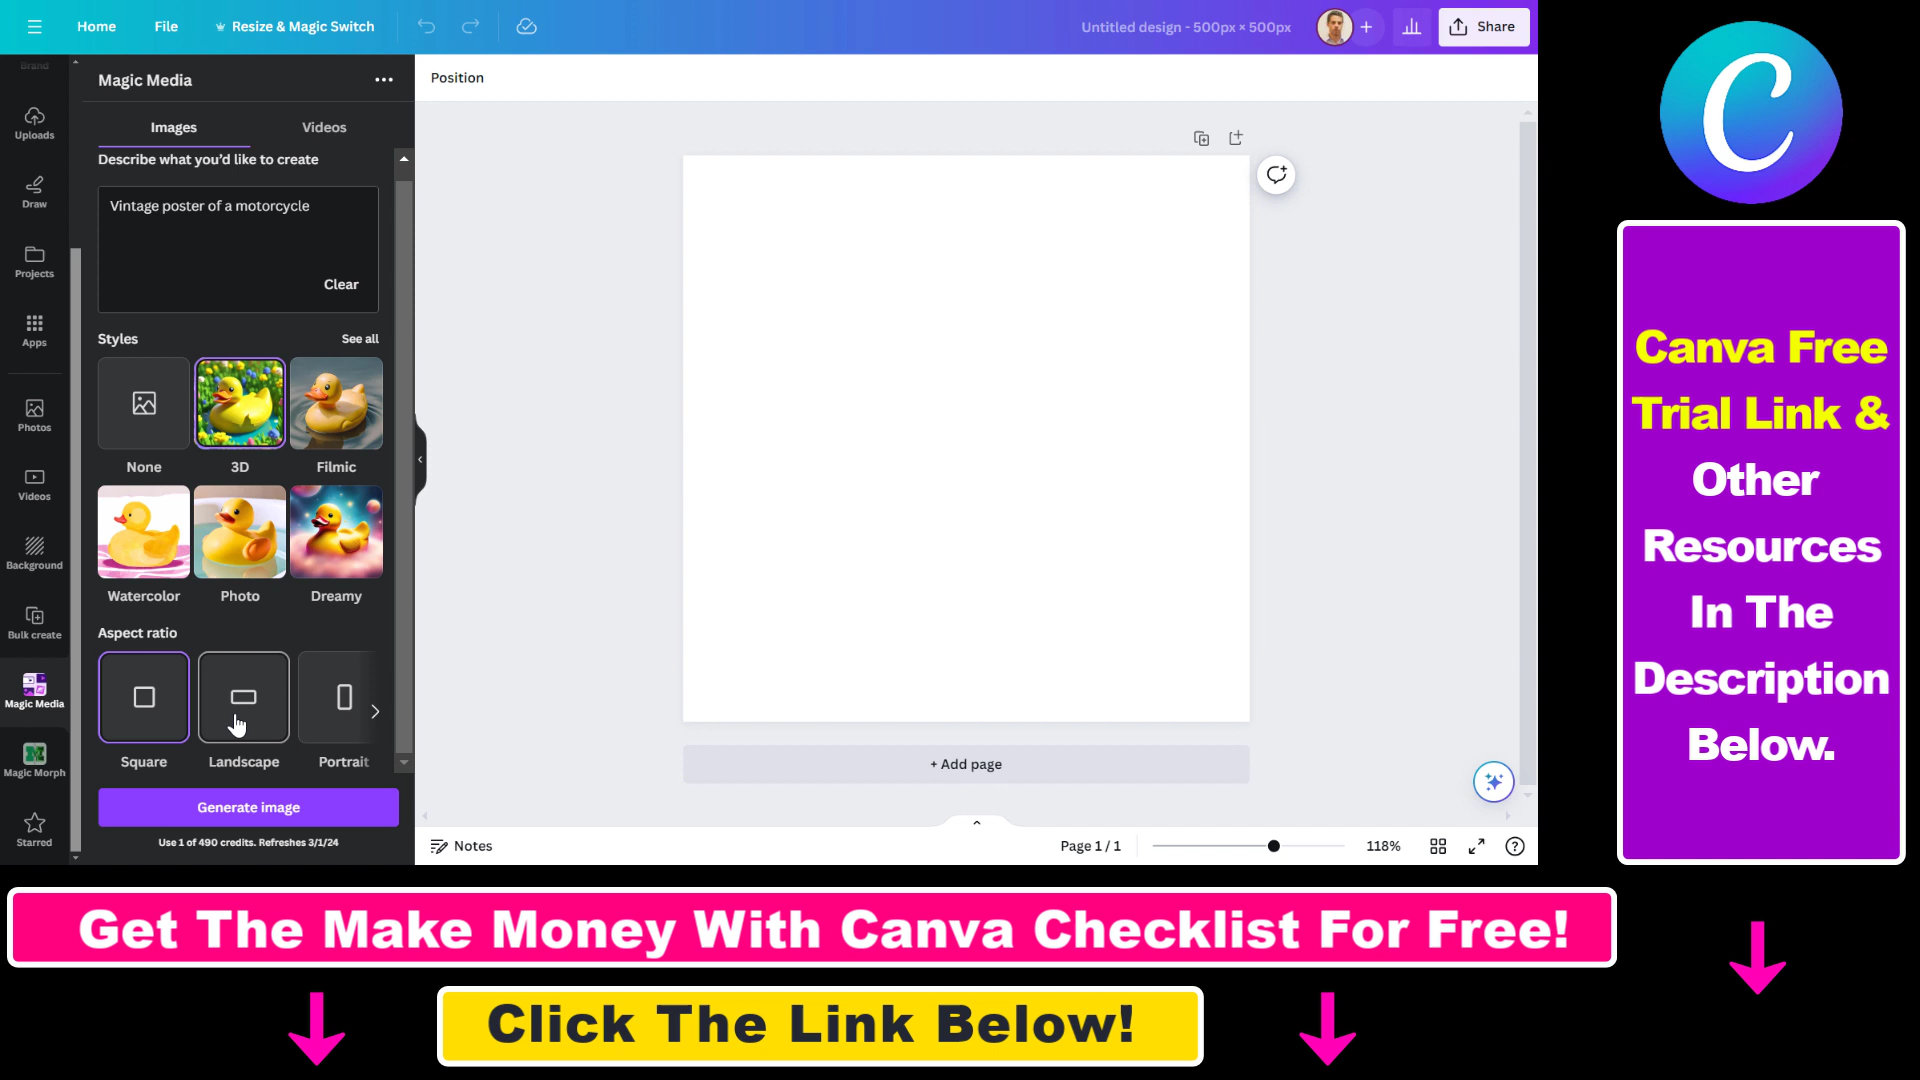 Home
File
Resize & Magic Switch
Untitled design - 500px × 500px
Share
Brand
Uploads
Draw
Projects
Apps
Photos
Videos
Background
Bulk create
Magic Media
Magic Morph
Starred
Magic Media
Images
Videos
Describe what you'd like to create
Vintage poster of a motorcycle
Clear
Styles
See all
None
3D
Filmic
Watercolor
Photo
Dreamy
Aspect ratio
Square
Landscape
Portrait
Generate image
Use 1 of 490 credits. Refreshes 3/1/24
Position
+ Add page
Notes
Page 1 / 1
118%
C
Canva Free
Trial Link &
Other
Resources
In The
Description
Below.
Get The Make Money With Canva Checklist For Free!
Click The Link Below!